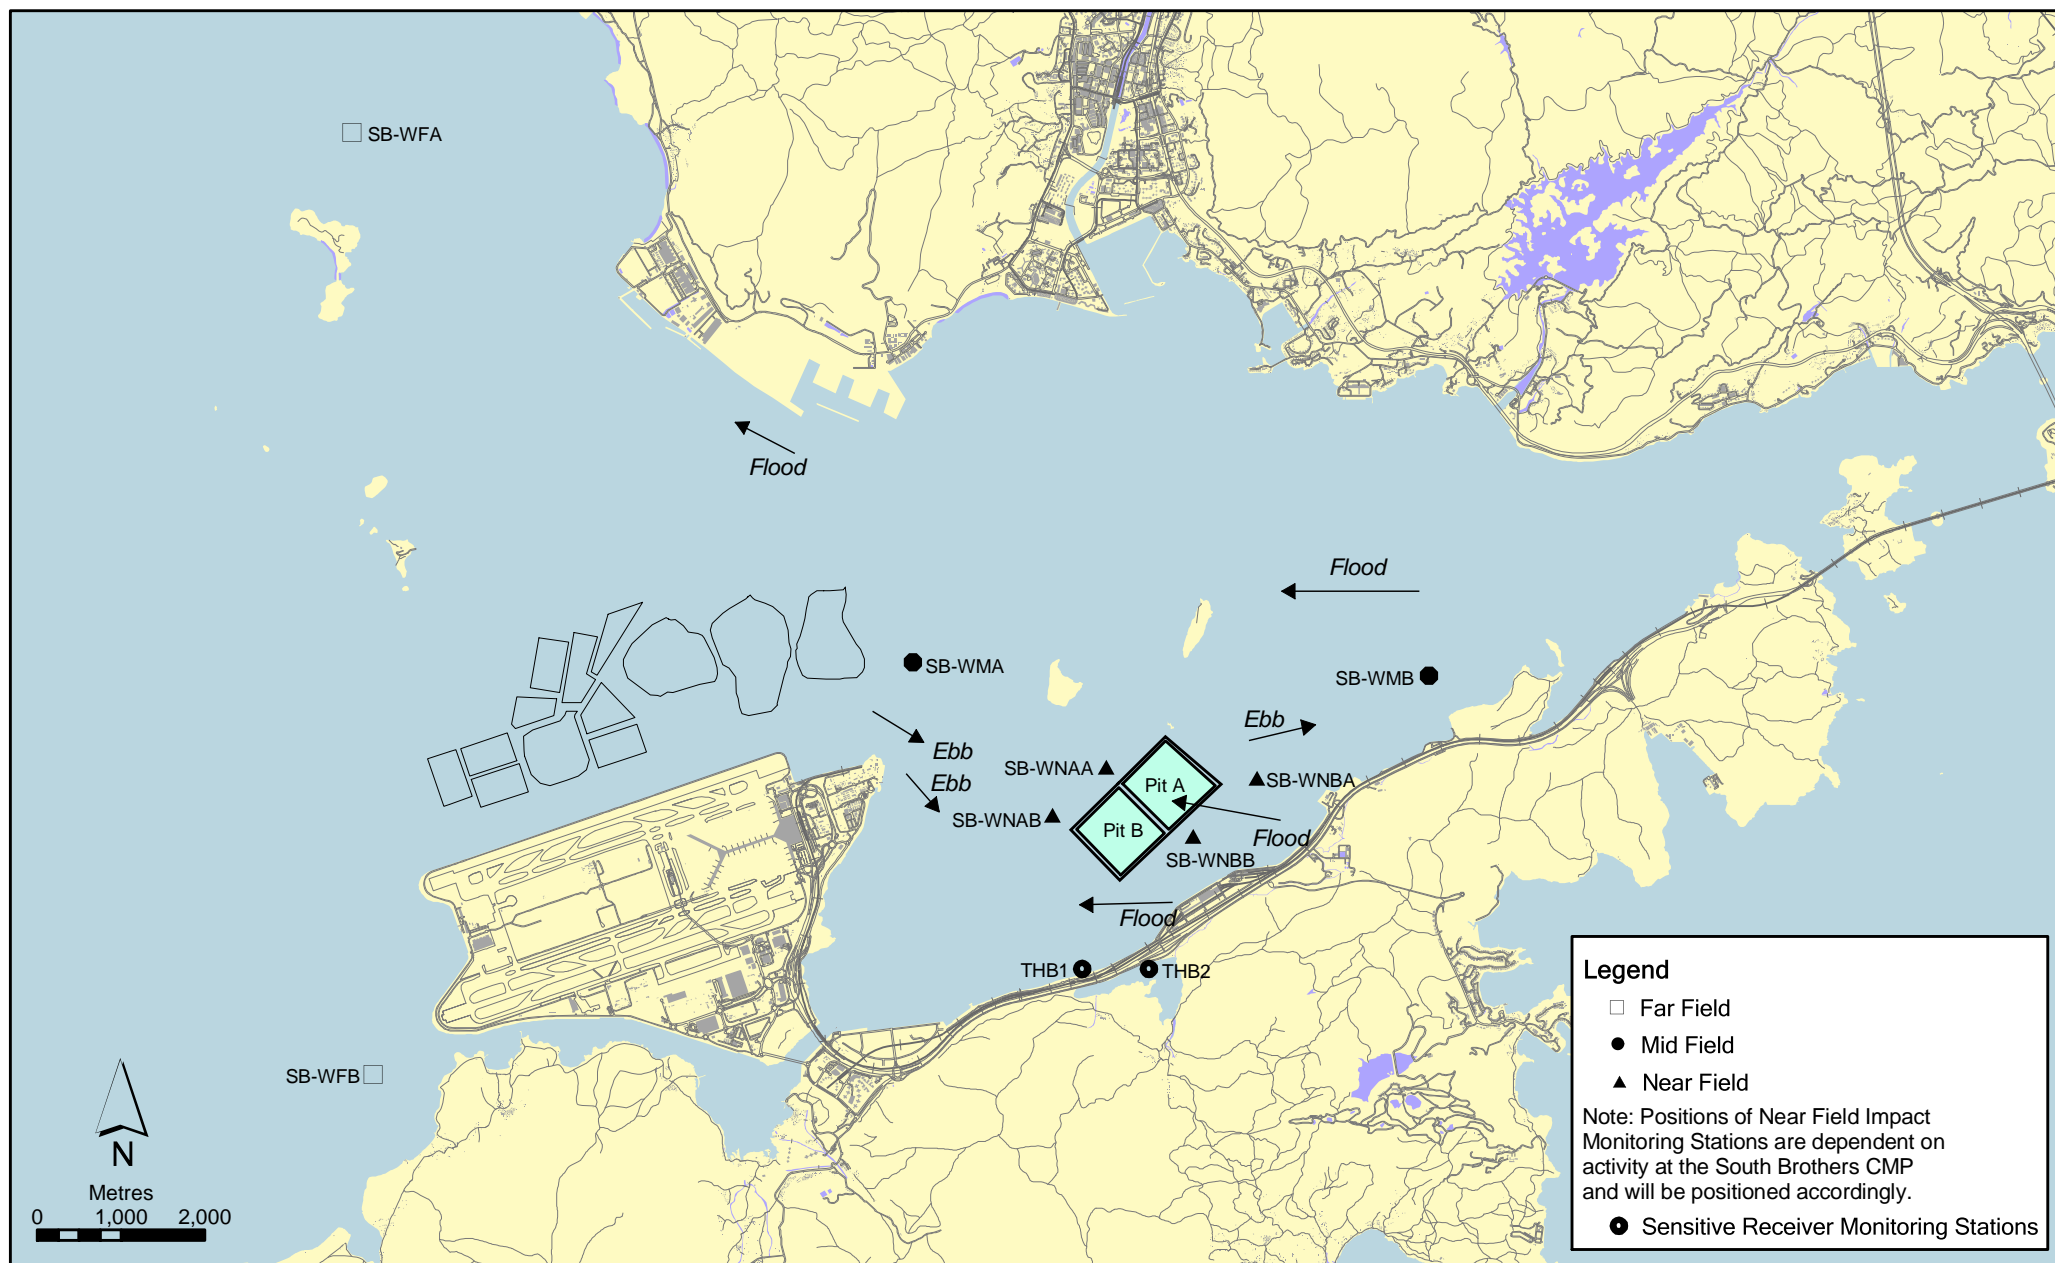 SB-WFA
Flood
Flood
SB-WMA
SB-WMB
Ebb
Ebb
Ebb
SB-WNAA
Pit A
SB-WNBA
SB-WNAB
Pit B
Flood
SB-WNBB
Flood
THB1
THB2
SB-WFB
N
Metres
0 1,000 2,000
Legend
Far Field
Mid Field
Near Field
Note: Positions of Near Field Impact
Monitoring Stations are dependent on
activity at the South Brothers CMP
and will be positioned accordingly.
Sensitive Receiver Monitoring Stations